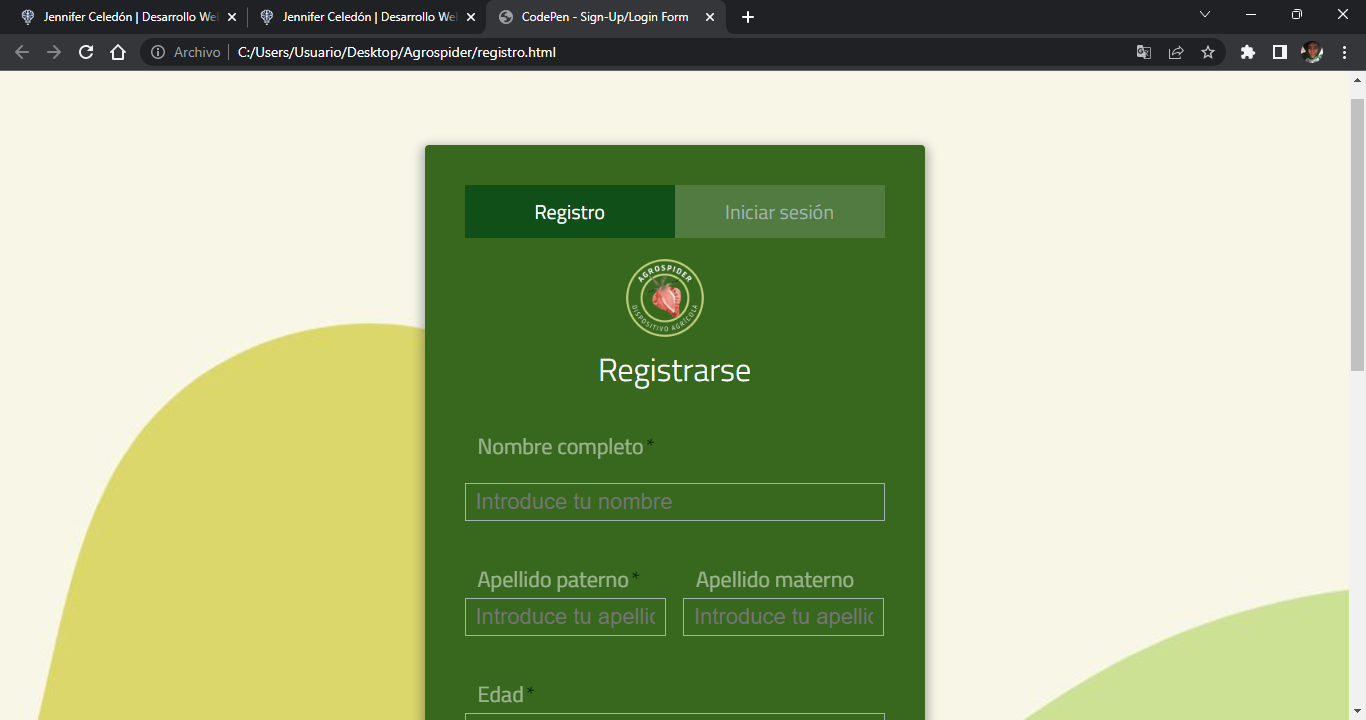 Jennifer Celedón | Desarrollo We
Jennifer Celedón | Desarrollo We
CodePen - Sign-Up/Login Form
Archivo
C:/Users/Usuario/Desktop/Agrospider/registro.html
Registro
Iniciar sesión
AGROSPIDER
DISPOSITIVO AGRÍCOLA
Registrarse
Nombre completo*
Introduce tu nombre
Apellido paterno* Apellido materno
Introduce tu apellic Introduce tu apellic
Edad*